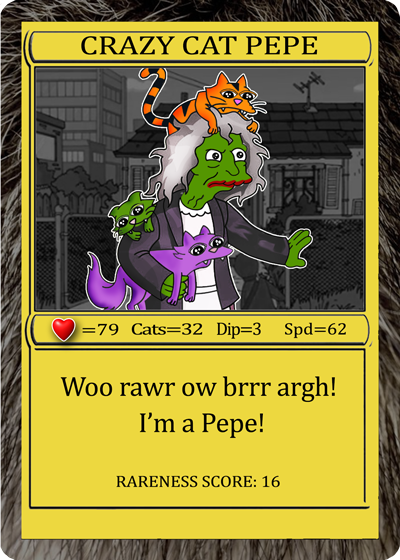 CRAZY CAT PEPE
=79 Cats=32 Dip=3 Spd=62
Woo rawr ow brrr argh!
I'm a Pepe!
RARENESS SCORE: 16